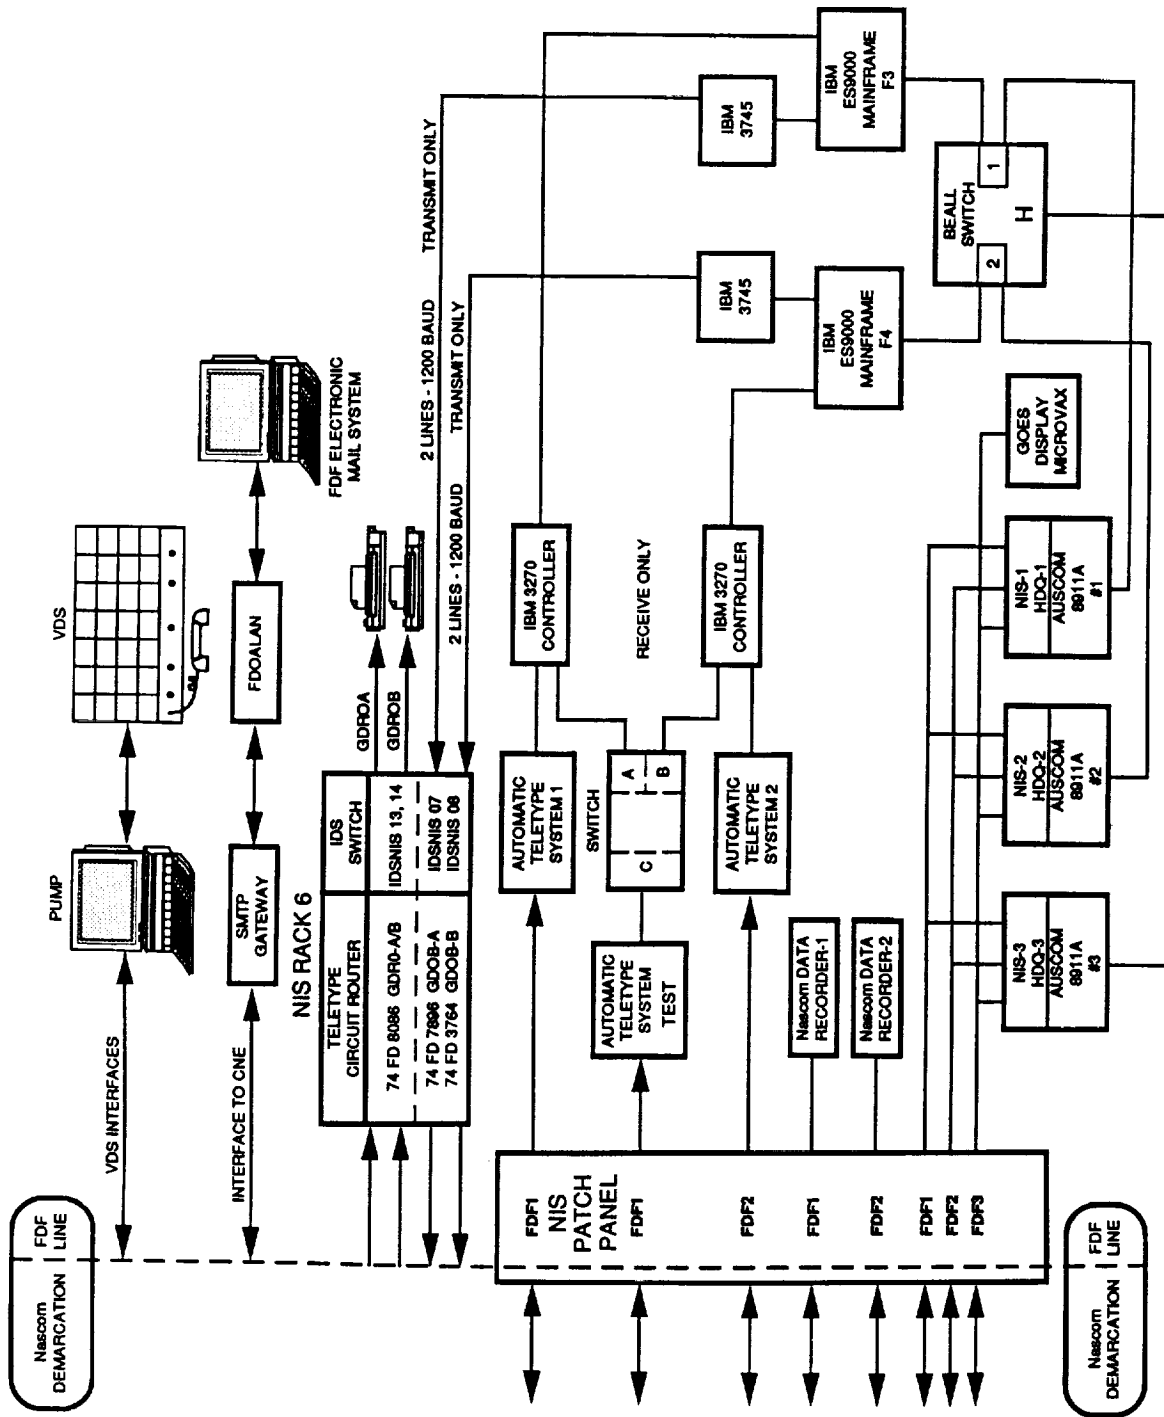 Nascom
DEMARCATION
FDF
LINE
VDS INTERFACES
PUMP
VDS
INTERFACE TO CNE
SMTP
GATEWAY
FDOALAN
FDF ELECTRONIC
MAIL SYSTEM
NIS RACK 6
TELETYPE
CIRCUIT ROUTER
IDS
SWITCH
74 FD 8086 GDR0-A/B
IDSNIS 13, 14
74 FD 7896 GDOB-A
IDSNIS 07
74 FD 3764 GDOB-B
IDSNIS 08
GDROA
GDROB
2 LINES - 1200 BAUD
TRANSMIT ONLY
2 LINES - 1200 BAUD
TRANSMIT ONLY
NIS
PATCH
PANEL
FDF1
FDF1
FDF2
FDF1
FDF2
FDF1
FDF2
FDF3
AUTOMATIC
TELETYPE
SYSTEM 1
IBM 3270
CONTROLLER
AUTOMATIC
TELETYPE
SYSTEM
TEST
SWITCH
C
A
B
RECEIVE ONLY
AUTOMATIC
TELETYPE
SYSTEM 2
IBM 3270
CONTROLLER
IBM
3745
IBM
3745
Nascom DATA
RECORDER-1
Nascom DATA
RECORDER-2
IBM
ES9000
MAINFRAME
F4
IBM
ES9000
MAINFRAME
F3
BEALL
SWITCH
2
1
H
NIS-3
HDQ-3
AUSCOM
8911A
#3
NIS-2
HDQ-2
AUSCOM
8911A
#2
NIS-1
HDQ-1
AUSCOM
8911A
#1
GOES
DISPLAY
MICROVAX
Nascom
DEMARCATION
FDF
LINE